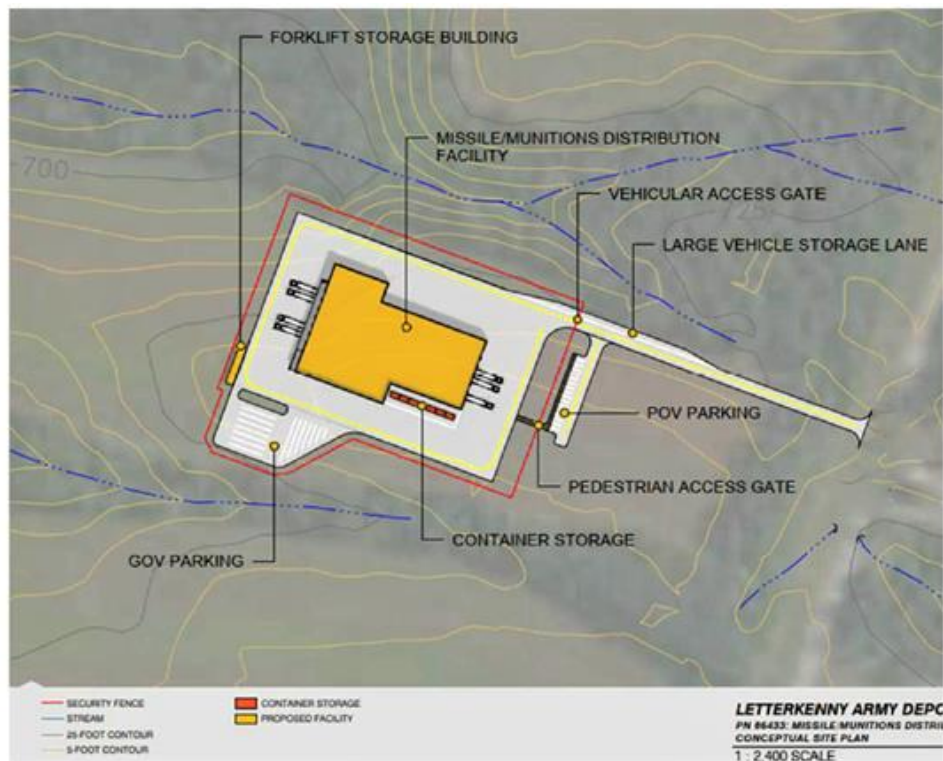 FORKLIFT STORAGE BUILDING
MISSILE/MUNITIONS DISTRIBUTION
FACILITY
700
VEHICULAR ACCESS GATE
725
LARGE VEHICLE STORAGE LANE
POV PARKING
PEDESTRIAN ACCESS GATE
CONTAINER STORAGE
GOV PARKING
SECURITY FENCE
STREAM
25-FOOT CONTOUR
5-FOOT CONTOUR
CONTAINER STORAGE
PROPOSED FACILITY
LETTERKENNY ARMY DEPO
PN 86433: MISSILE/MUNITIONS DISTRI
CONCEPTUAL SITE PLAN
1 : 2,400 SCALE